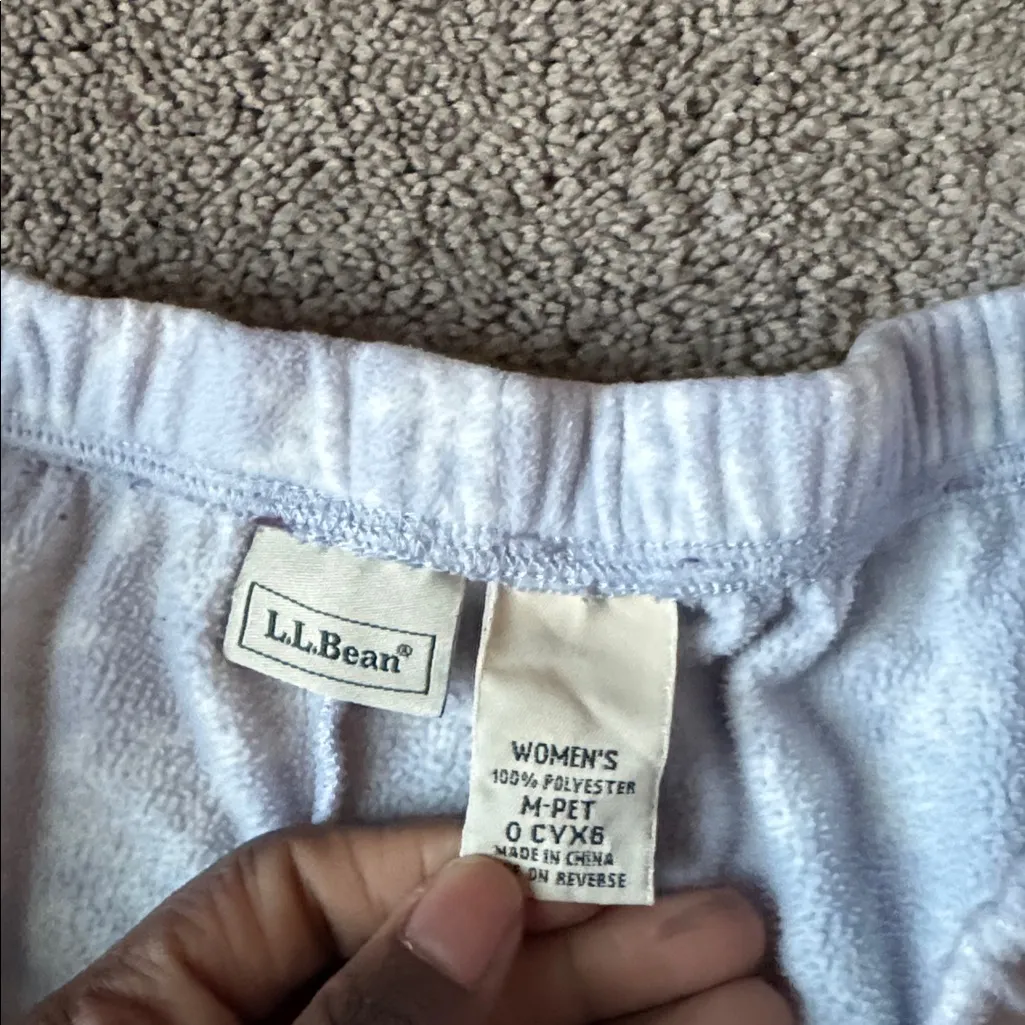 L.L.Bean®
WOMEN'S
100% POLYESTER
M-PET
0 CYX6
MADE IN CHINA
ON REVERSE